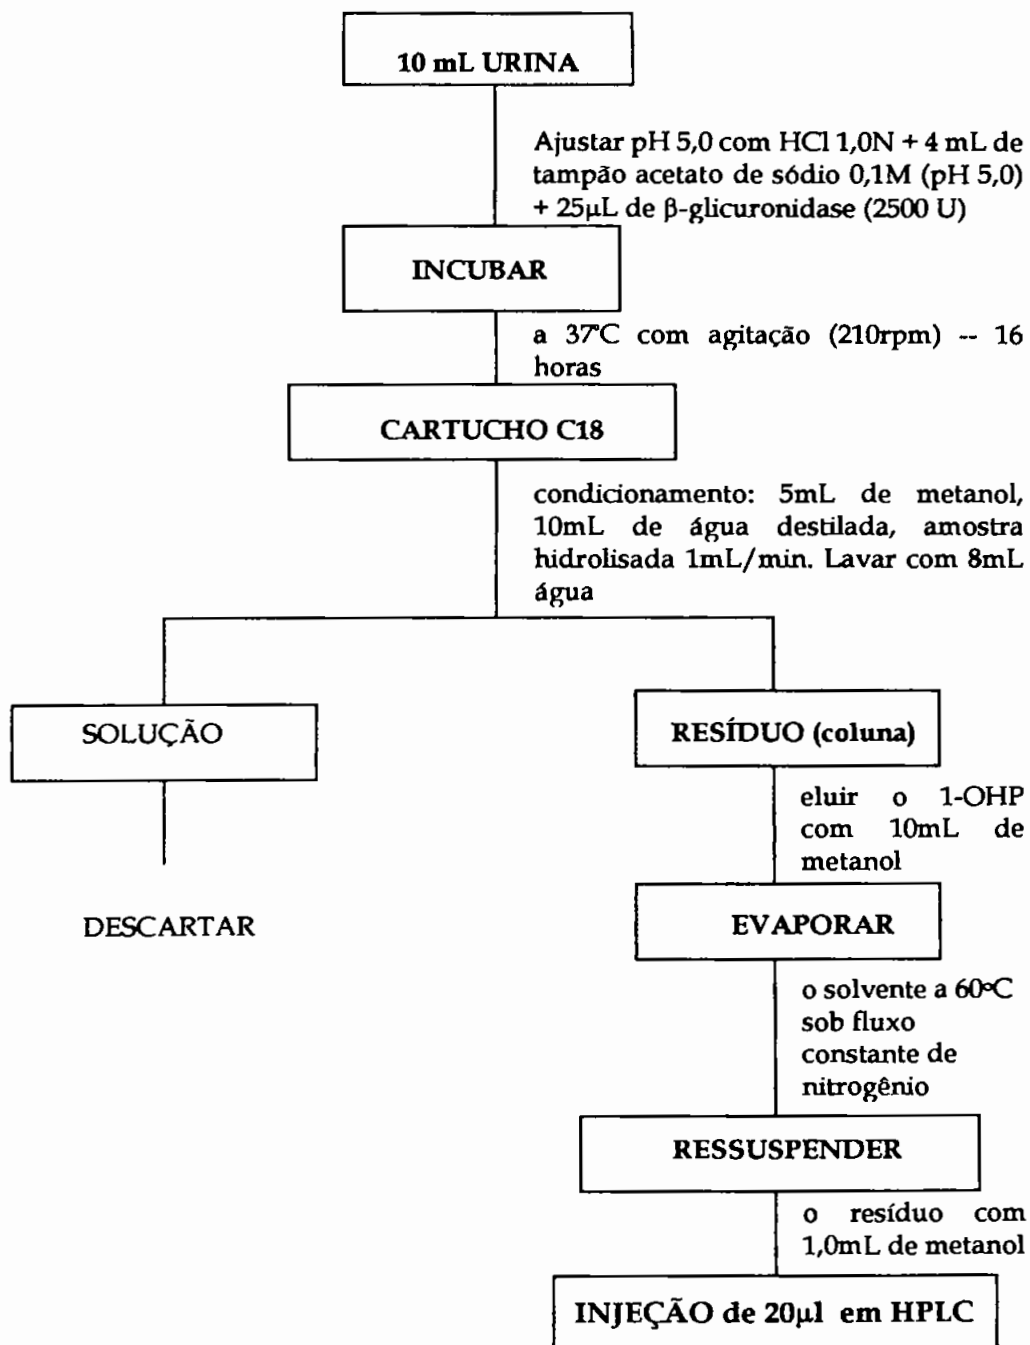 10 mL URINA
Ajustar pH 5,0 com HCl 1,0N + 4 mL de
tampão acetato de sódio 0,1M (pH 5,0)
+ 25µL de β-glicuronidase (2500 U)
INCUBAR
a 37°C com agitação (210rpm) -- 16
horas
CARTUCHO C18
condicionamento: 5mL de metanol,
10mL de água destilada, amostra
hidrolisada 1mL/min. Lavar com 8mL
água
SOLUÇÃO
DESCARTAR
RESÍDUO (coluna)
eluir o 1-OHP
com 10mL de
metanol
EVAPORAR
o solvente a 60°C
sob fluxo
constante de
nitrogênio
RESSUSPENDER
o resíduo com
1,0mL de metanol
INJEÇÃO de 20µl em HPLC